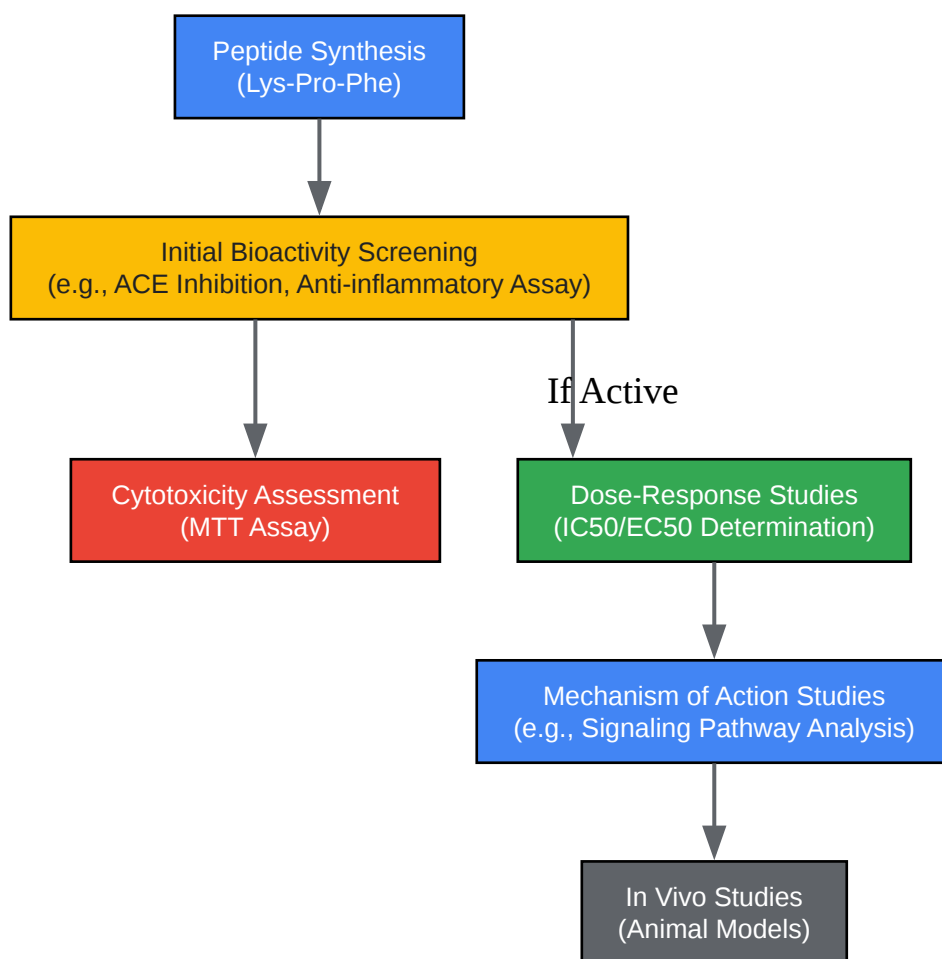 Peptide Synthesis
(Lys-Pro-Phe)
Initial Bioactivity Screening
(e.g., ACE Inhibition, Anti-inflammatory Assay)
If Active
Cytotoxicity Assessment
(MTT Assay)
Dose-Response Studies
(IC50/EC50 Determination)
Mechanism of Action Studies
(e.g., Signaling Pathway Analysis)
In Vivo Studies
(Animal Models)